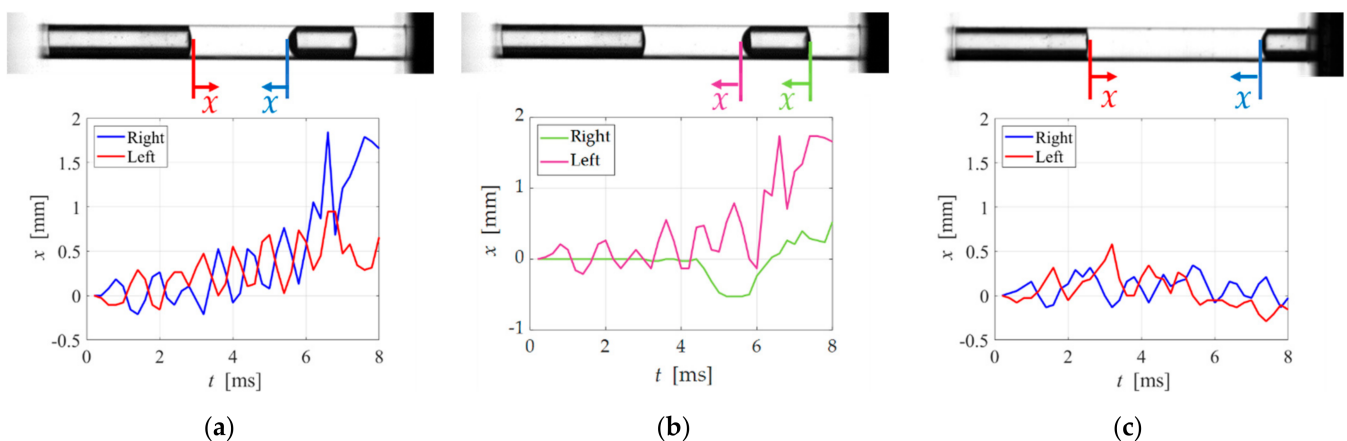 x x
x x
x x
2
1.5
1
0.5
0
-0.5
0 2 4 6 8
x [mm]
t [ms]
Right
Left
(a)
2
1
0
-1
0 2 4 6 8
x [mm]
t [ms]
Right
Left
(b)
2
1.5
1
0.5
0
-0.5
0 2 4 6 8
x [mm]
t [ms]
Right
Left
(c)